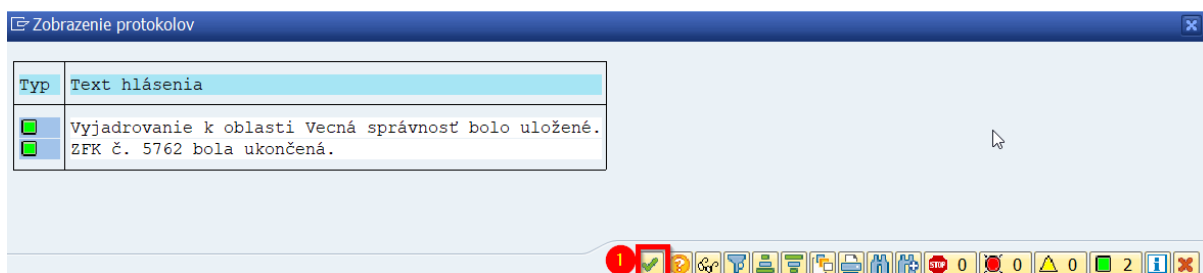 Zobrazenie protokolov
Typ Text hlásenia
Vyjadrovanie k oblasti Vecná správnosť bolo uložené.
ZFK č. 5762 bola ukončená.
1 STOP 0 0 0 2